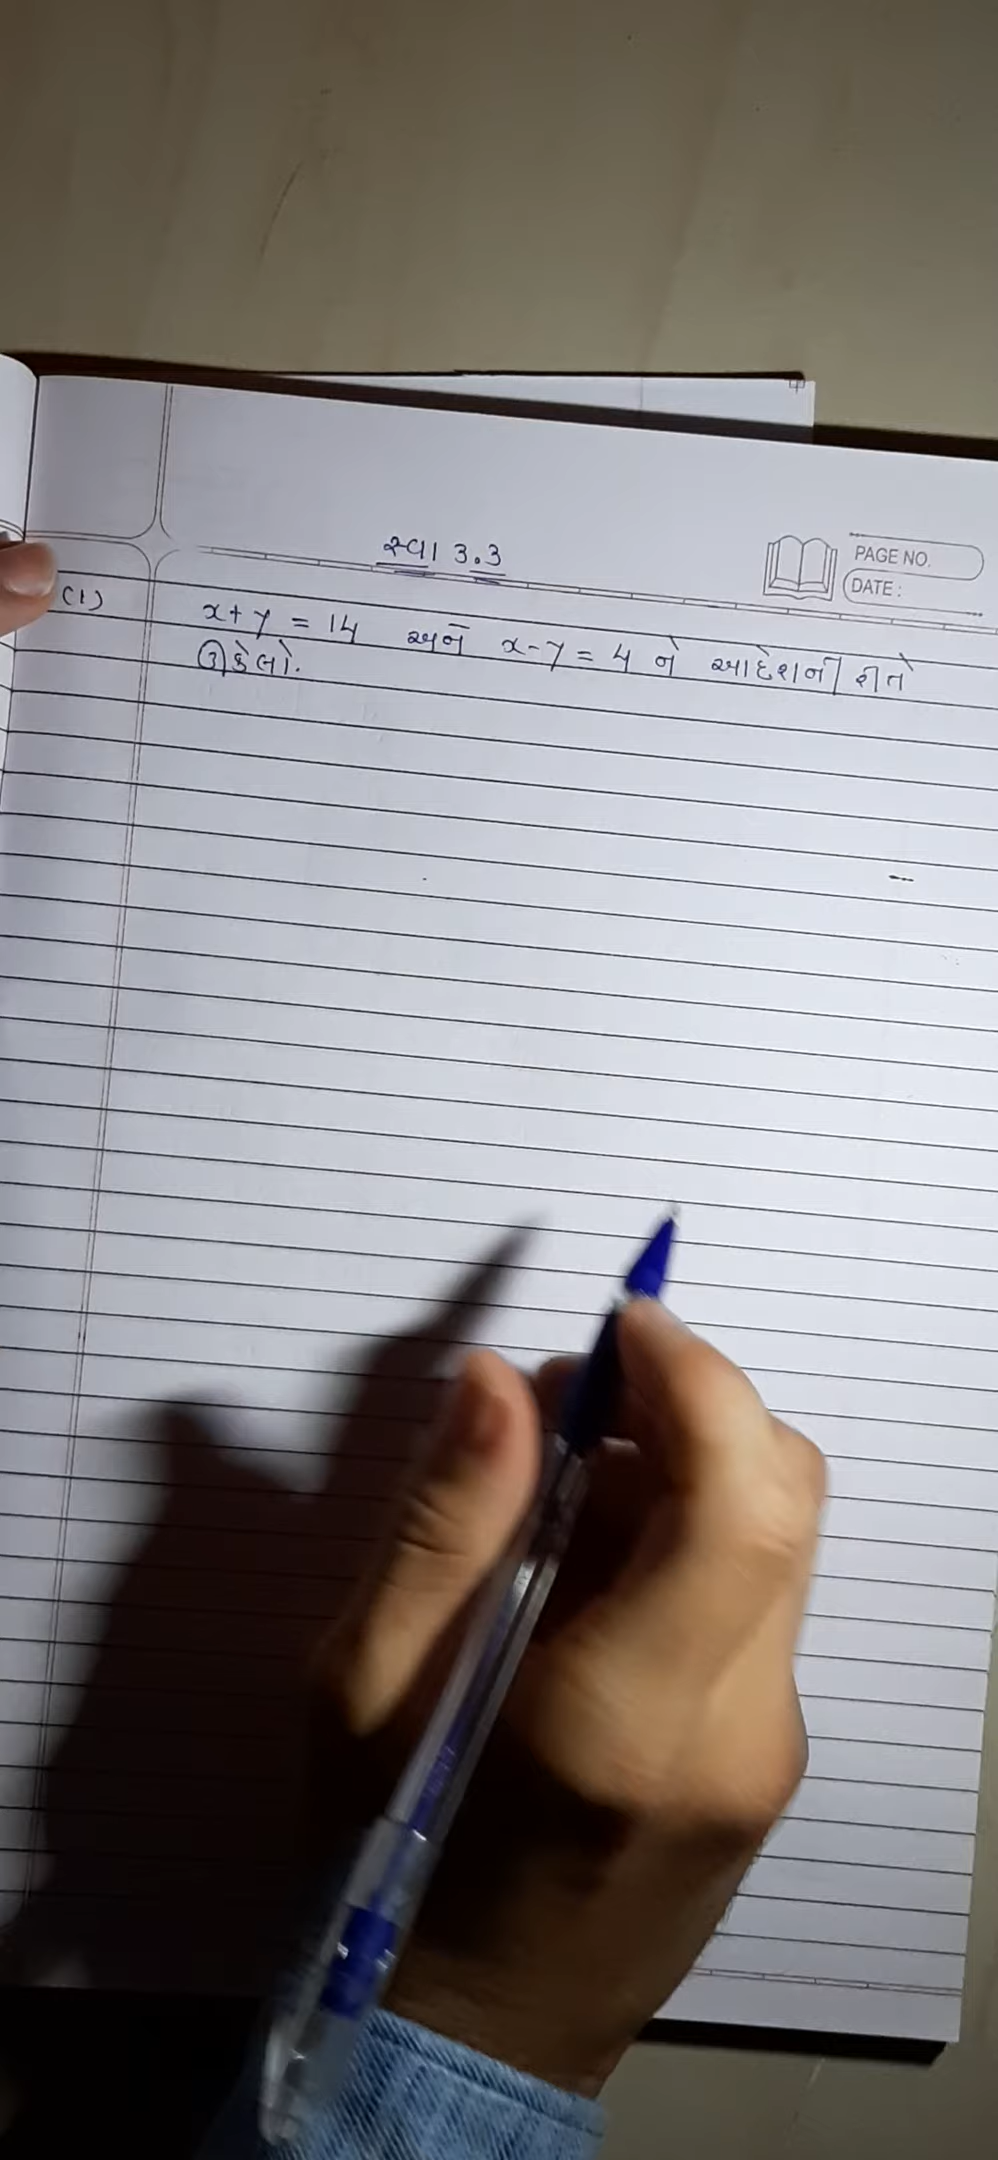 સ્વા 3.3
PAGE NO.
DATE :
(1) x + y = 14 અને x - y = 4 ને આદેશની રીતે
ઉકેલો.